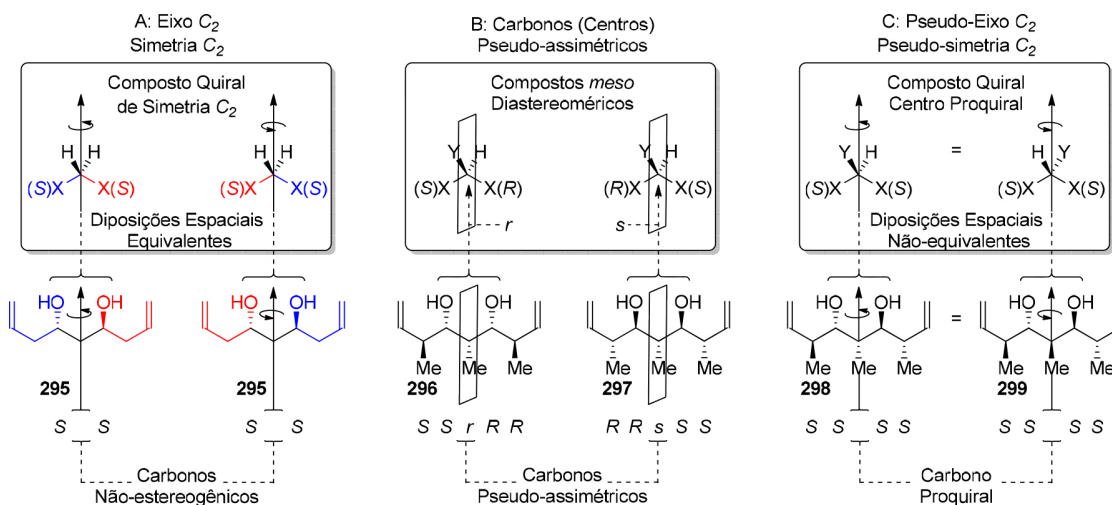 A: Eixo C2
Simetria C2
Composto Quiral
de Simetria C2
H H
(S)X X(S)
H H
(S)X X(S)
Diposições Espaciais
Equivalentes
HO OH
295
HO OH
295
S S
S S
Carbonos
Não-estereogênicos
B: Carbonos (Centros)
Pseudo-assimétricos
Compostos meso
Diastereoméricos
Y H
(S)X X(R)
r
Y H
(R)X X(S)
s
HO OH
Me Me Me
296
HO OH
Me Me Me
297
S S r R R
R R s S S
Carbonos
Pseudo-assimétricos
C: Pseudo-Eixo C2
Pseudo-simetria C2
Composto Quiral
Centro Proquiral
Y H
(S)X X(S)
=
H Y
(S)X X(S)
Diposições Espaciais
Não-equivalentes
HO OH
Me Me Me
298
=
HO OH
Me Me Me
299
S S S S
S S S S
Carbono
Proquiral